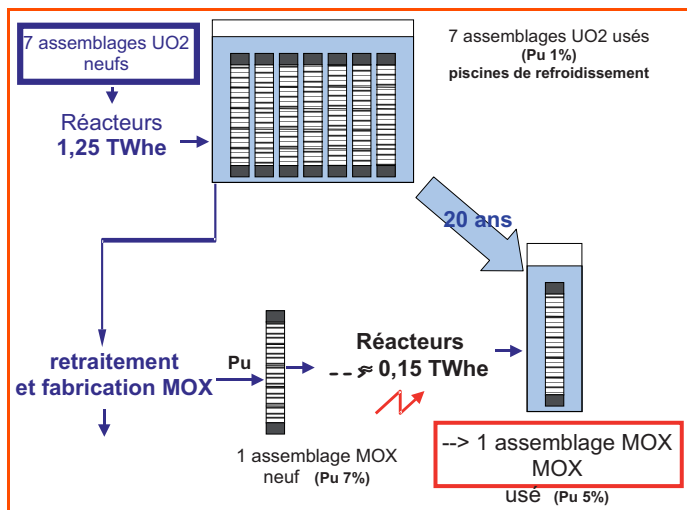 7 assemblages UO2
neufs
Réacteurs
1,25 TWhe
7 assemblages UO2 usés
(Pu 1%)
piscines de refroidissement
20 ans
retraitement
et fabrication MOX
Pu
1 assemblage MOX
neuf (Pu 7%)
Réacteurs
--> ≈ 0,15 TWhe
--> 1 assemblage MOX
MOX
usé (Pu 5%)